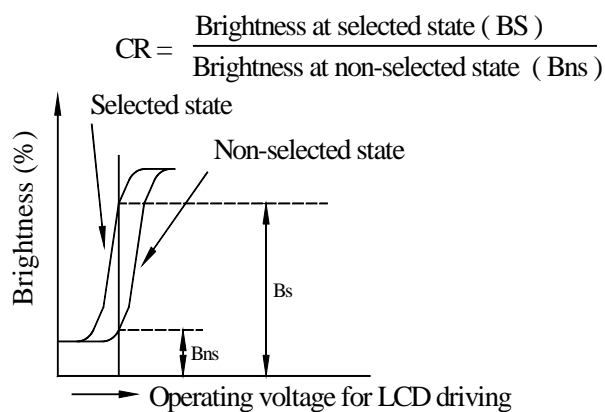 CR = Brightness at selected state ( BS )
Brightness at non-selected state ( Bns )
Selected state
Non-selected state
Brightness (%)
Bs
Bns
Operating voltage for LCD driving